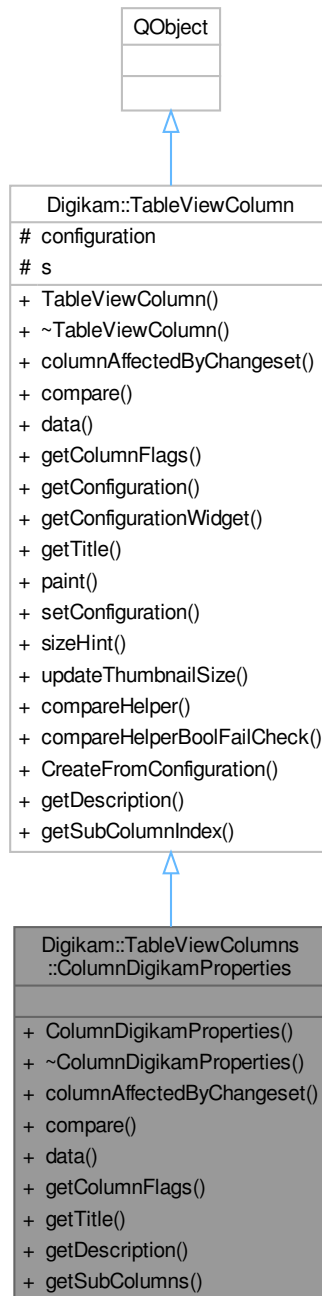 QObject
Digikam::TableViewColumn
# configuration
# s
+ TableViewColumn()
+ ~TableViewColumn()
+ columnAffectedByChangeset()
+ compare()
+ data()
+ getColumnFlags()
+ getConfiguration()
+ getConfigurationWidget()
+ getTitle()
+ paint()
+ setConfiguration()
+ sizeHint()
+ updateThumbnailSize()
+ compareHelper()
+ compareHelperBoolFailCheck()
+ CreateFromConfiguration()
+ getDescription()
+ getSubColumnIndex()
Digikam::TableViewColumns
::ColumnDigikamProperties
+ ColumnDigikamProperties()
+ ~ColumnDigikamProperties()
+ columnAffectedByChangeset()
+ compare()
+ data()
+ getColumnFlags()
+ getTitle()
+ getDescription()
+ getSubColumns()